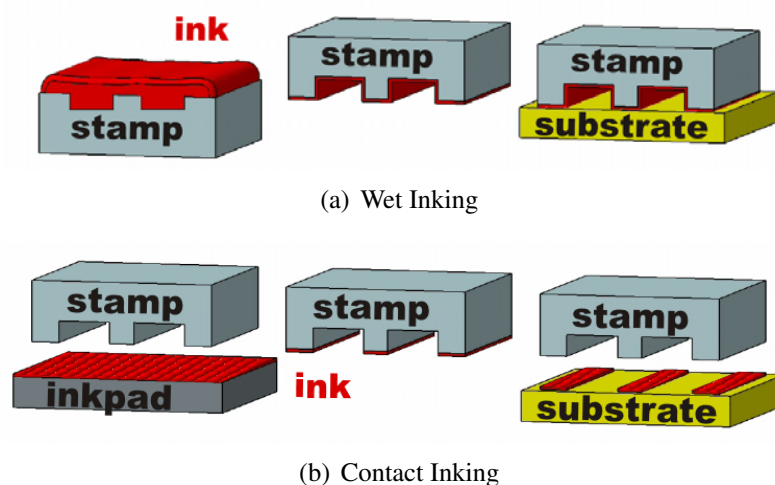 ink
stamp
stamp
stamp
substrate
(a) Wet Inking
stamp
inkpad
stamp
ink
stamp
substrate
(b) Contact Inking